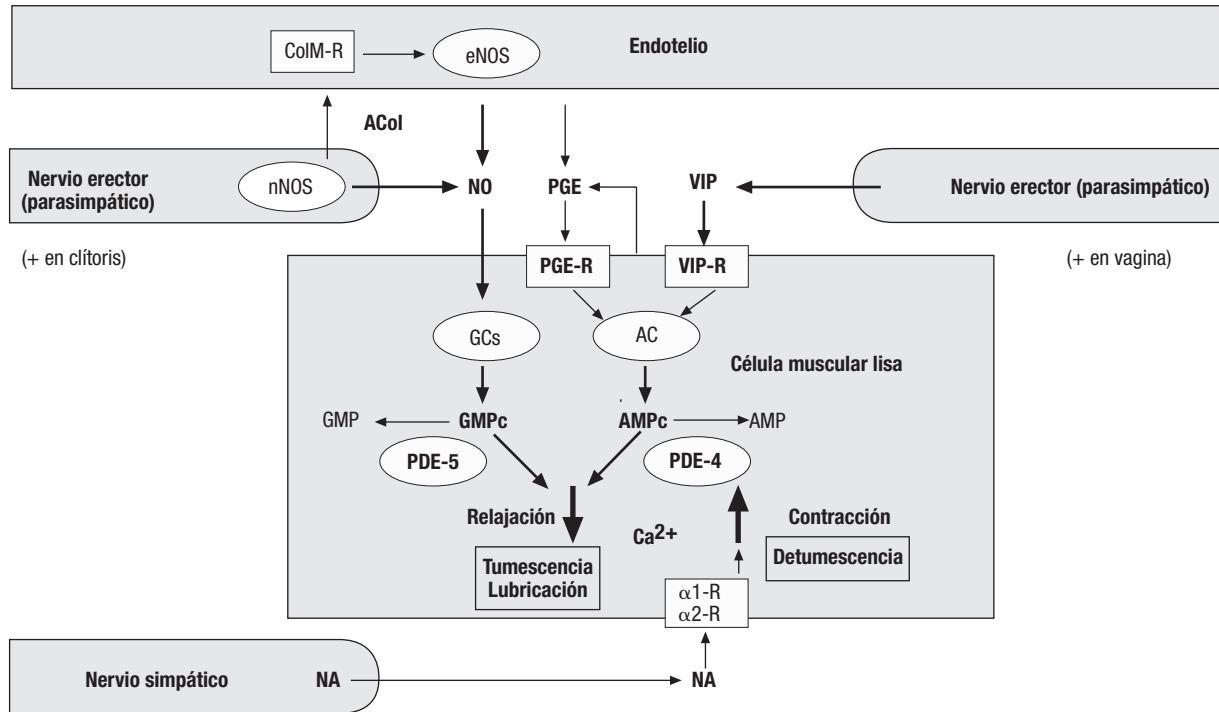 Endotelio
ColM-R
eNOS
ACol
Nervio erector
(parasimpático)
nNOS
NO
PGE
VIP
Nervio erector (parasimpático)
(+ en clítoris)
(+ en vagina)
PGE-R
VIP-R
GCs
AC
Célula muscular lisa
GMP
GMPc
AMPc
AMP
PDE-5
PDE-4
Relajación
Ca2+
Contracción
Tumescencia
Lubricación
Detumescencia
α1-R
α2-R
Nervio simpático
NA
NA